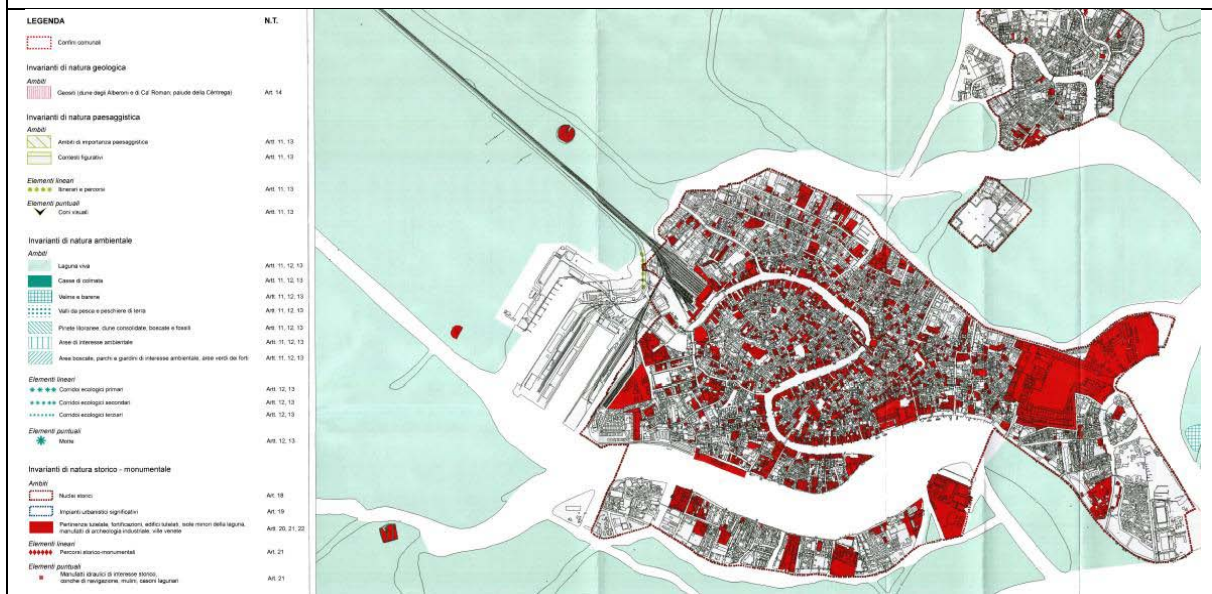 LEGENDA N.T.
Confini comunali
Invarianti di natura geologica
Ambiti
Geositi (dune degli Alberoni e di Ca' Roman; palude della Centrega) Art. 14
Invarianti di natura paesaggistica
Ambiti
Ambiti di importanza paesaggistica Artt. 11, 13
Contesti figurativi Artt. 11, 13
Elementi lineari
Itinerari e percorsi Artt. 11, 13
Elementi puntuali
Coni visuali Artt. 11, 13
Invarianti di natura ambientale
Ambiti
Laguna viva Artt. 11, 12, 13
Casse di colmata Artt. 11, 12, 13
Velme e barene Artt. 11, 12, 13
Valli da pesca e peschiere di terra Artt. 11, 12, 13
Pinete litoranee, dune consolidate, boscate e fossili Artt. 11, 12, 13
Aree di interesse ambientale Artt. 11, 12, 13
Aree boscate, parchi e giardini di interesse ambientale, aree verdi dei forti Artt. 11, 12, 13
Elementi lineari
Corridoi ecologici primari Artt. 12, 13
Corridoi ecologici secondari Artt. 12, 13
Corridoi ecologici terziari Artt. 12, 13
Elementi puntuali
Motte Artt. 12, 13
Invarianti di natura storico - monumentale
Ambiti
Nuclei storici Art. 18
Impianti urbanistici significativi Art. 19
Pertinenze tutelate, fortificazioni, edifici tutelati, isole minori della laguna,
manufatti di archeologia industriale, ville venete Artt. 20, 21, 22
Elementi lineari
Percorsi storico-monumentali Art. 21
Elementi puntuali
Manufatti idraulici di interesse storico,
conche di navigazione, mulini, casoni lagunari Art. 21